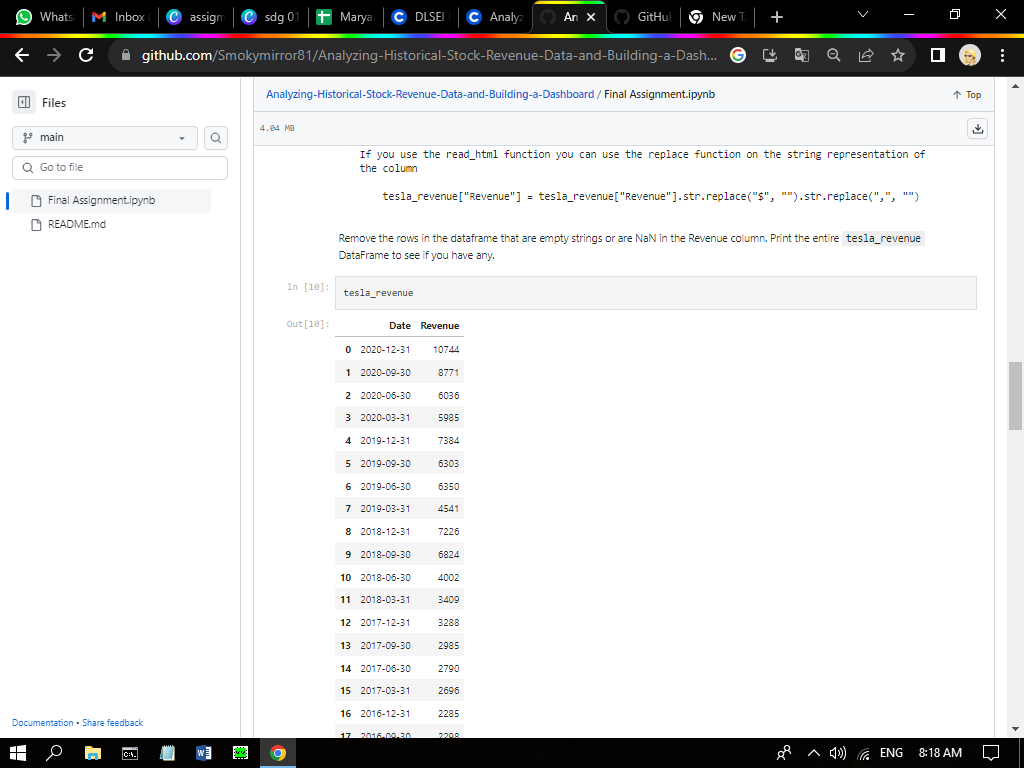 Whats
Inbox
assigm
sdg 01
Marya
DLSEI
Analyz
An
GitHu
New T
github.com/Smokymirror81/Analyzing-Historical-Stock-Revenue-Data-and-Building-a-Dash...
Files
main
Go to file
Final Assignment.ipynb
README.md
Documentation • Share feedback
Analyzing-Historical-Stock-Revenue-Data-and-Building-a-Dashboard / Final Assignment.ipynb
Top
4.04 MB
If you use the read_html function you can use the replace function on the string representation of
the column
tesla_revenue["Revenue"] = tesla_revenue["Revenue"].str.replace("$", "").str.replace(",", "")
Remove the rows in the dataframe that are empty strings or are NaN in the Revenue column. Print the entire tesla_revenue
DataFrame to see if you have any.
In [10]: tesla_revenue
Out[10]:
Date Revenue
0 2020-12-31 10744
1 2020-09-30 8771
2 2020-06-30 6036
3 2020-03-31 5985
4 2019-12-31 7384
5 2019-09-30 6303
6 2019-06-30 6350
7 2019-03-31 4541
8 2018-12-31 7226
9 2018-09-30 6824
10 2018-06-30 4002
11 2018-03-31 3409
12 2017-12-31 3288
13 2017-09-30 2985
14 2017-06-30 2790
15 2017-03-31 2696
16 2016-12-31 2285
17 2016-09-30 2298
ENG 8:18 AM